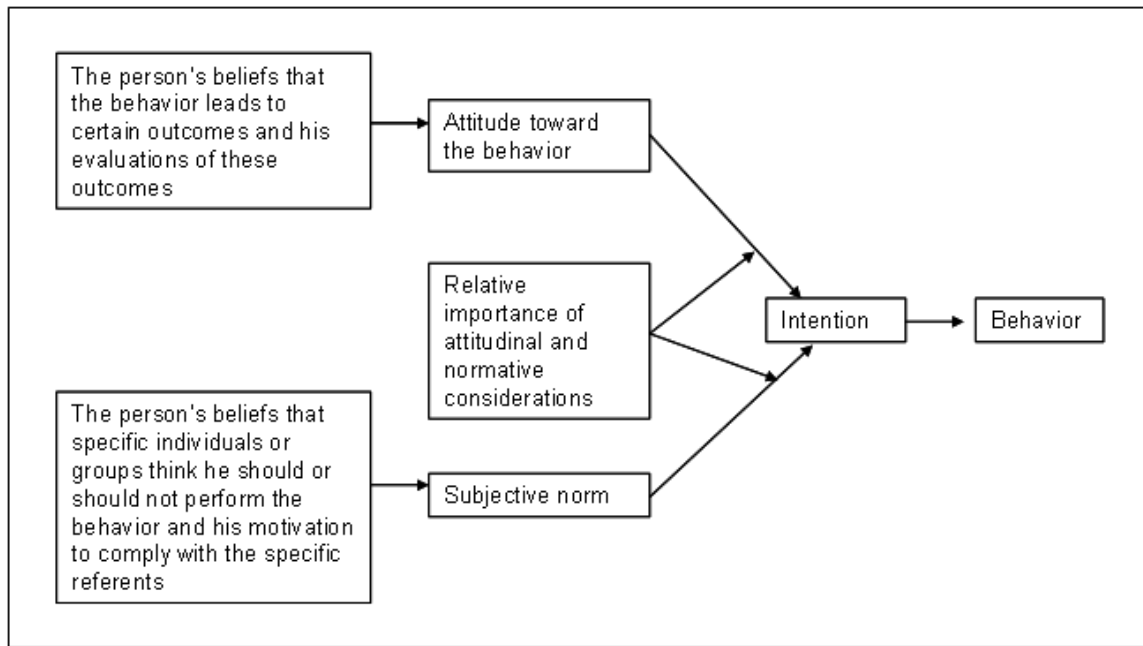 The person's beliefs that
the behavior leads to
certain outcomes and his
evaluations of these
outcomes
Attitude toward
the behavior
Relative
importance of
attitudinal and
normative
considerations
Intention
Behavior
The person's beliefs that
specific individuals or
groups think he should or
should not perform the
behavior and his motivation
to comply with the specific
referents
Subjective norm